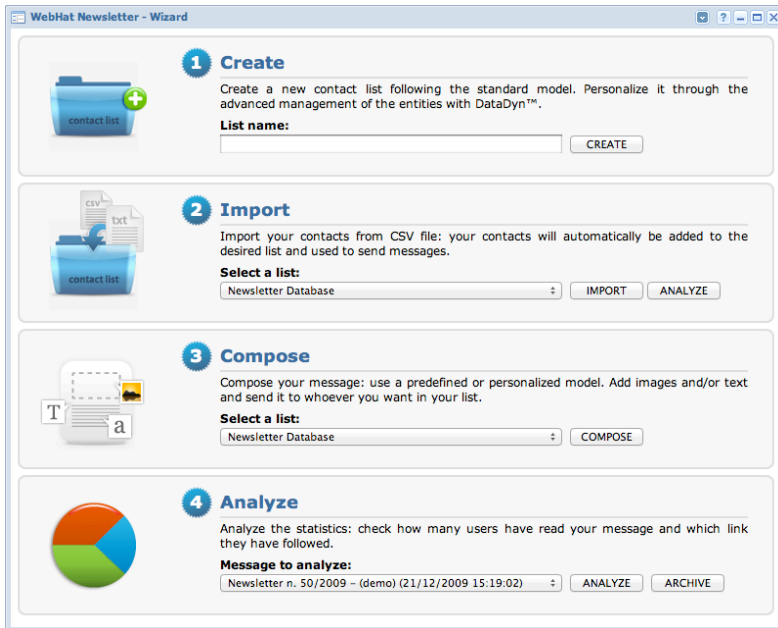 WebHat Newsletter - Wizard
?
contact list
1 Create
Create a new contact list following the standard model. Personalize it through the
advanced management of the entities with DataDyn™.
List name:
CREATE
csv
txt
contact list
2 Import
Import your contacts from CSV file: your contacts will automatically be added to the
desired list and used to send messages.
Select a list:
Newsletter Database
IMPORT ANALYZE
T
a
3 Compose
Compose your message: use a predefined or personalized model. Add images and/or text
and send it to whoever you want in your list.
Select a list:
Newsletter Database
COMPOSE
4 Analyze
Analyze the statistics: check how many users have read your message and which link
they have followed.
Message to analyze:
Newsletter n. 50/2009 – (demo) (21/12/2009 15:19:02)
ANALYZE ARCHIVE